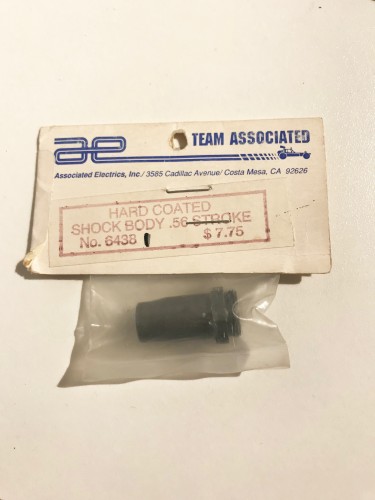 ae
TEAM ASSOCIATED
Associated Electrics, Inc./ 3585 Cadillac Avenue/ Costa Mesa, CA 92626
HARD COATED
SHOCK BODY .56 STROKE
No. 6438 $7.75